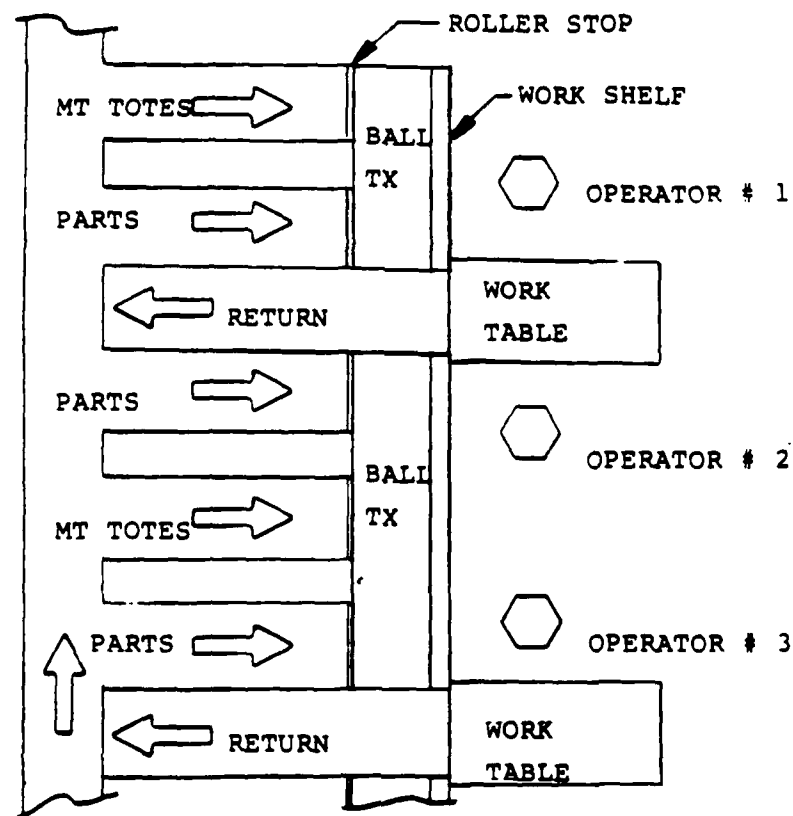 ROLLER STOP
WORK SHELF
MT TOTES
BALL
TX
OPERATOR # 1
PARTS
RETURN
WORK
TABLE
PARTS
OPERATOR # 2
BALL
TX
MT TOTES
PARTS
OPERATOR # 3
RETURN
WORK
TABLE